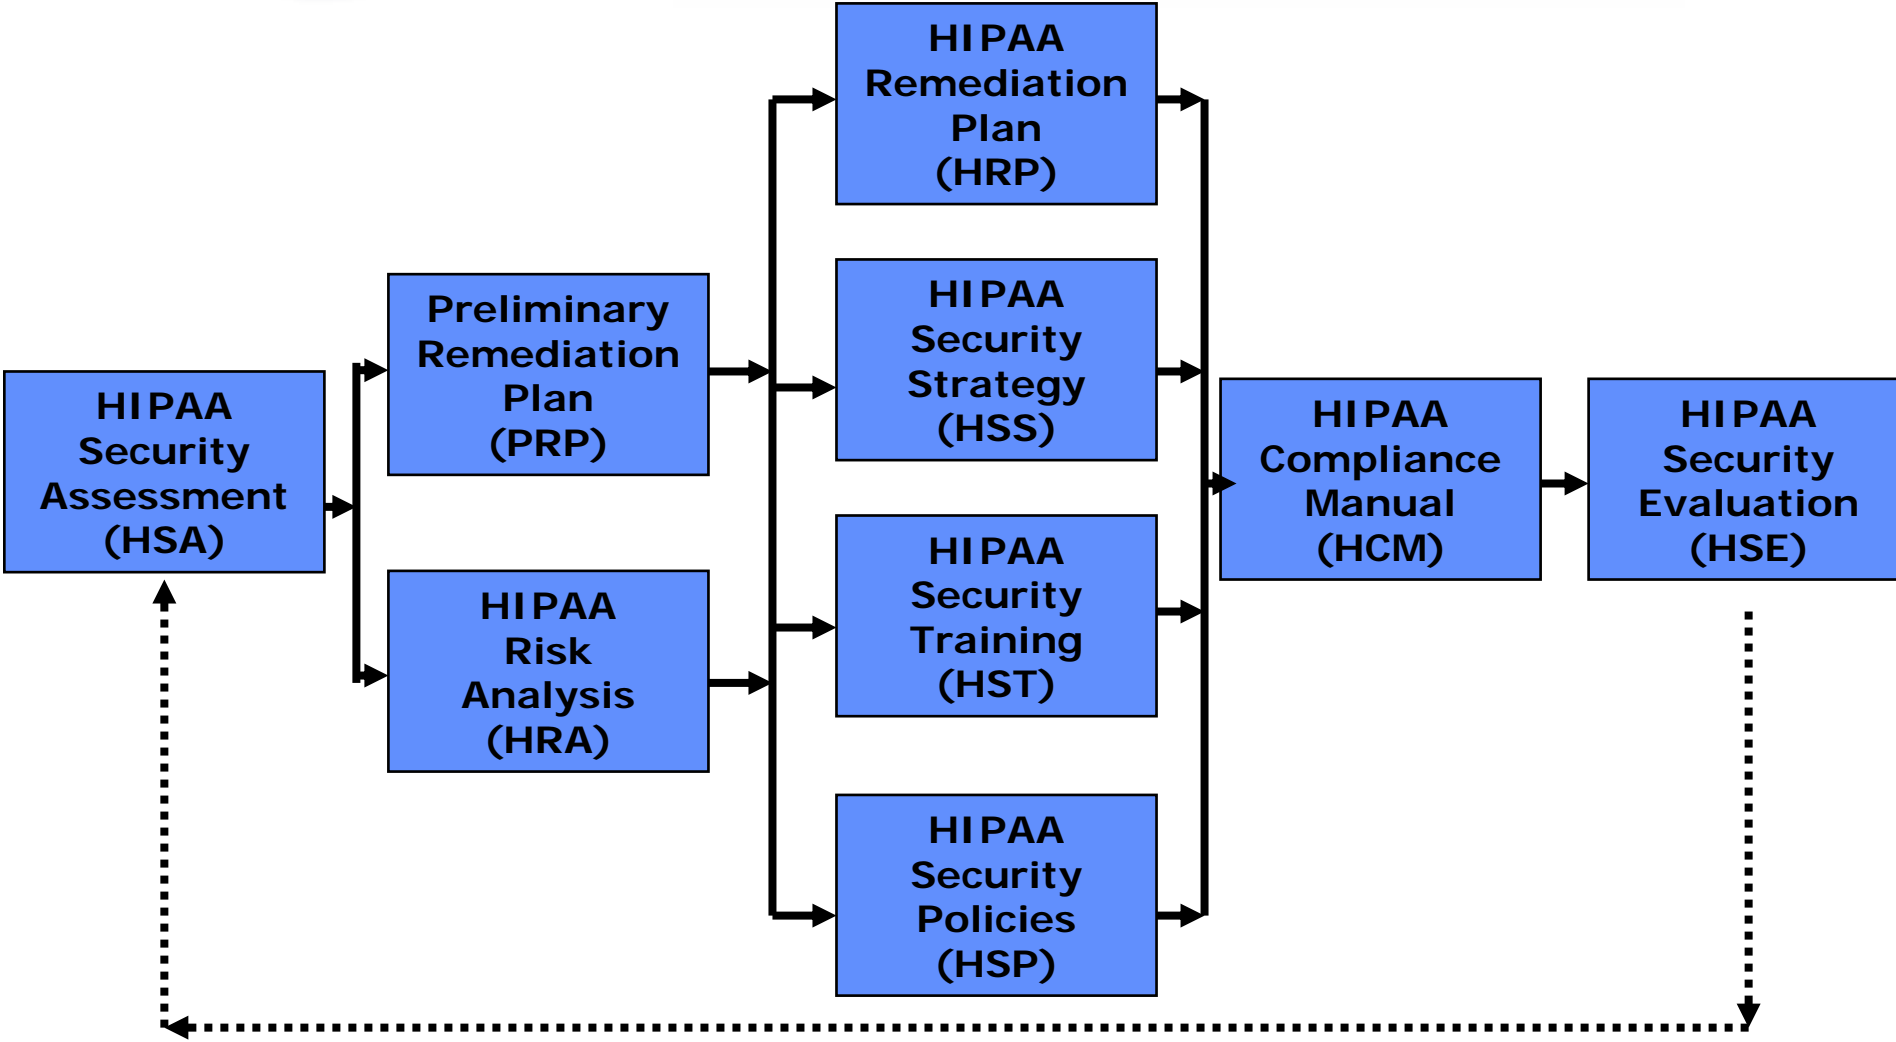 HIPAA
Security
Assessment
(HSA)
Preliminary
Remediation
Plan
(PRP)
HIPAA
Risk
Analysis
(HRA)
HIPAA
Remediation
Plan
(HRP)
HIPAA
Security
Strategy
(HSS)
HIPAA
Security
Training
(HST)
HIPAA
Security
Policies
(HSP)
HIPAA
Compliance
Manual
(HCM)
HIPAA
Security
Evaluation
(HSE)